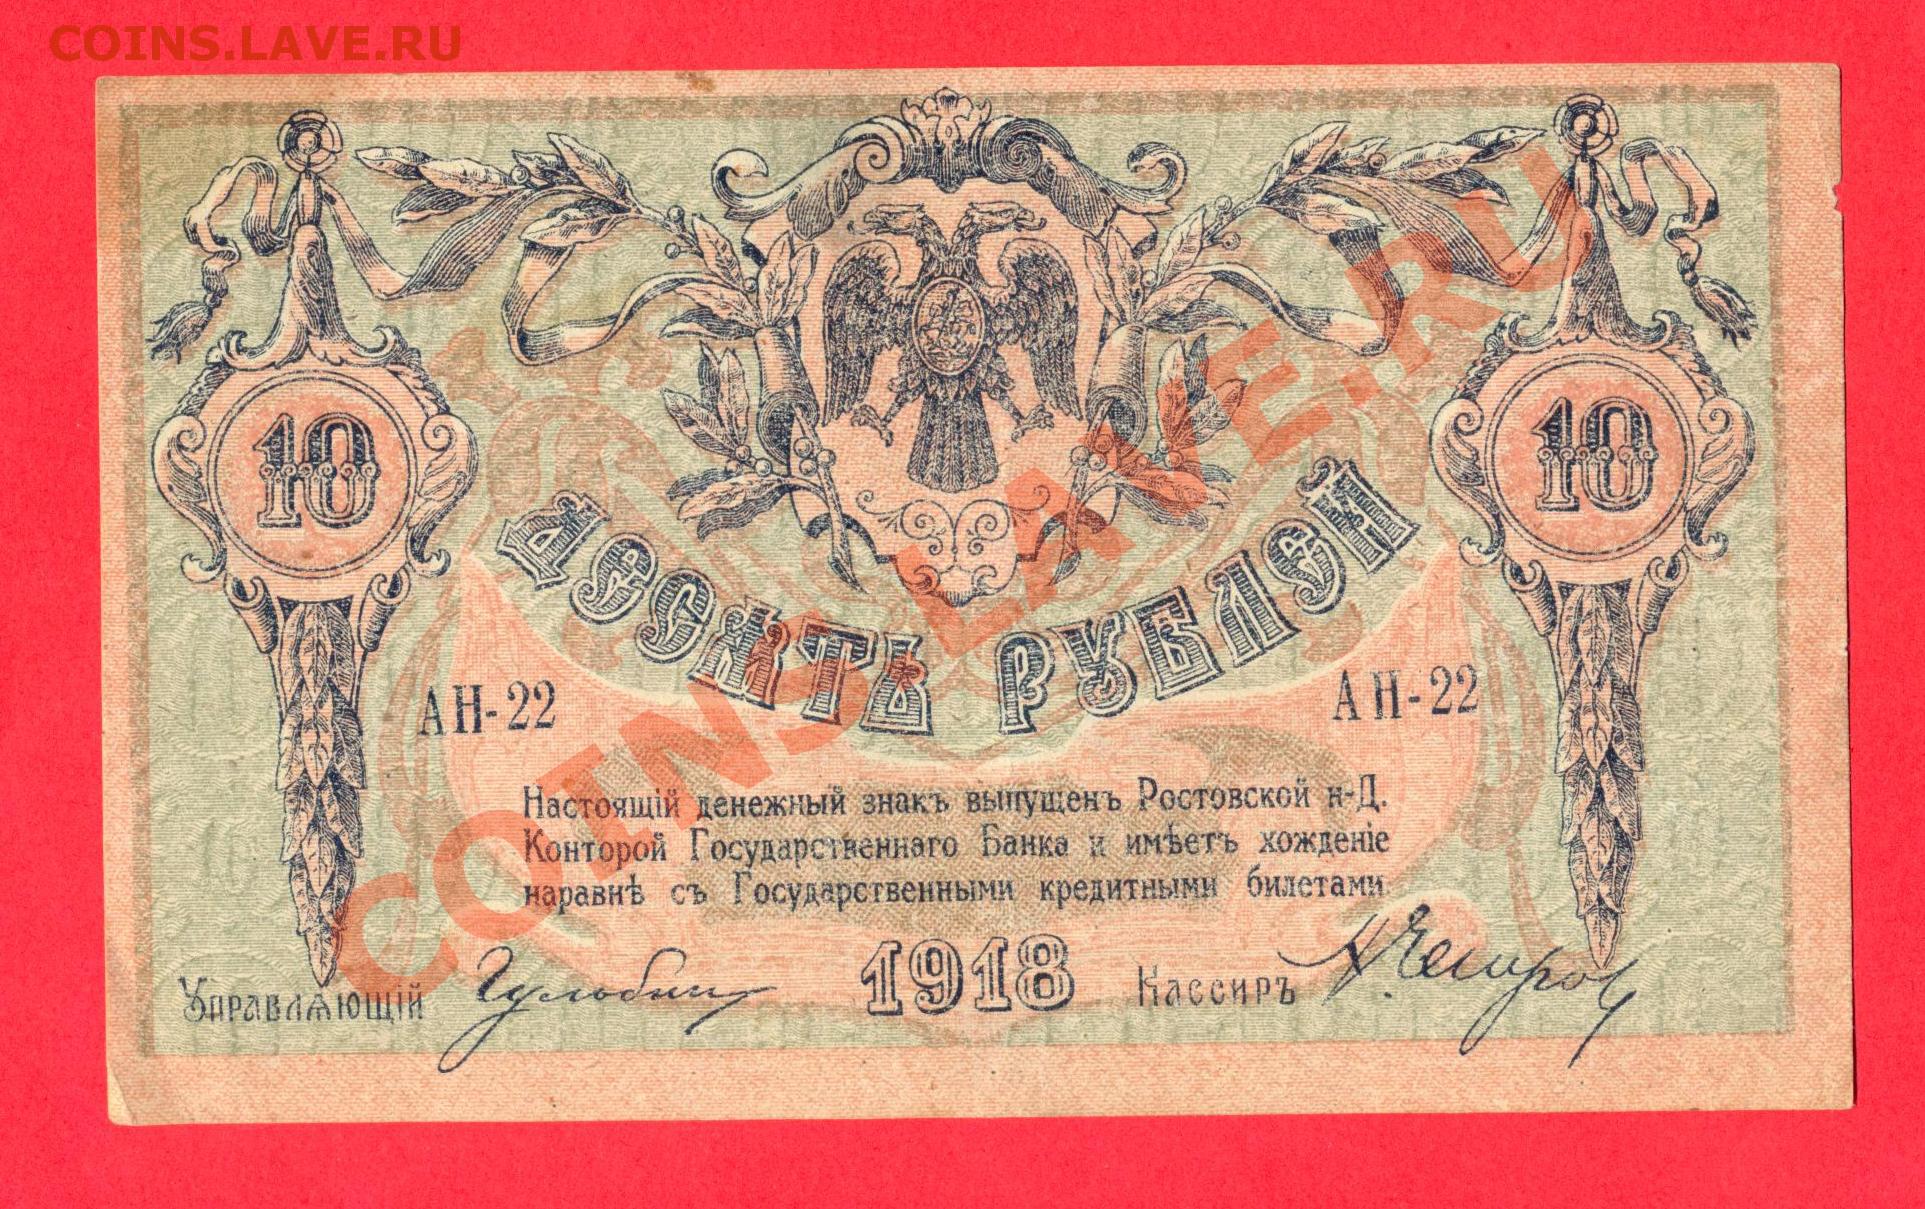 COINS.LAVE.RU
10
10
ДЕСЯТЬ РУБЛЕЙ
АН-22
АН-22
Настоящій денежный знакъ выпущенъ Ростовской н-Д.
Конторой Государственнаго Банка и имѣетъ хожденіе
наравнѣ съ Государственными кредитными билетами
Управляющій
1918
Кассиръ
COINS.LAVE.RU